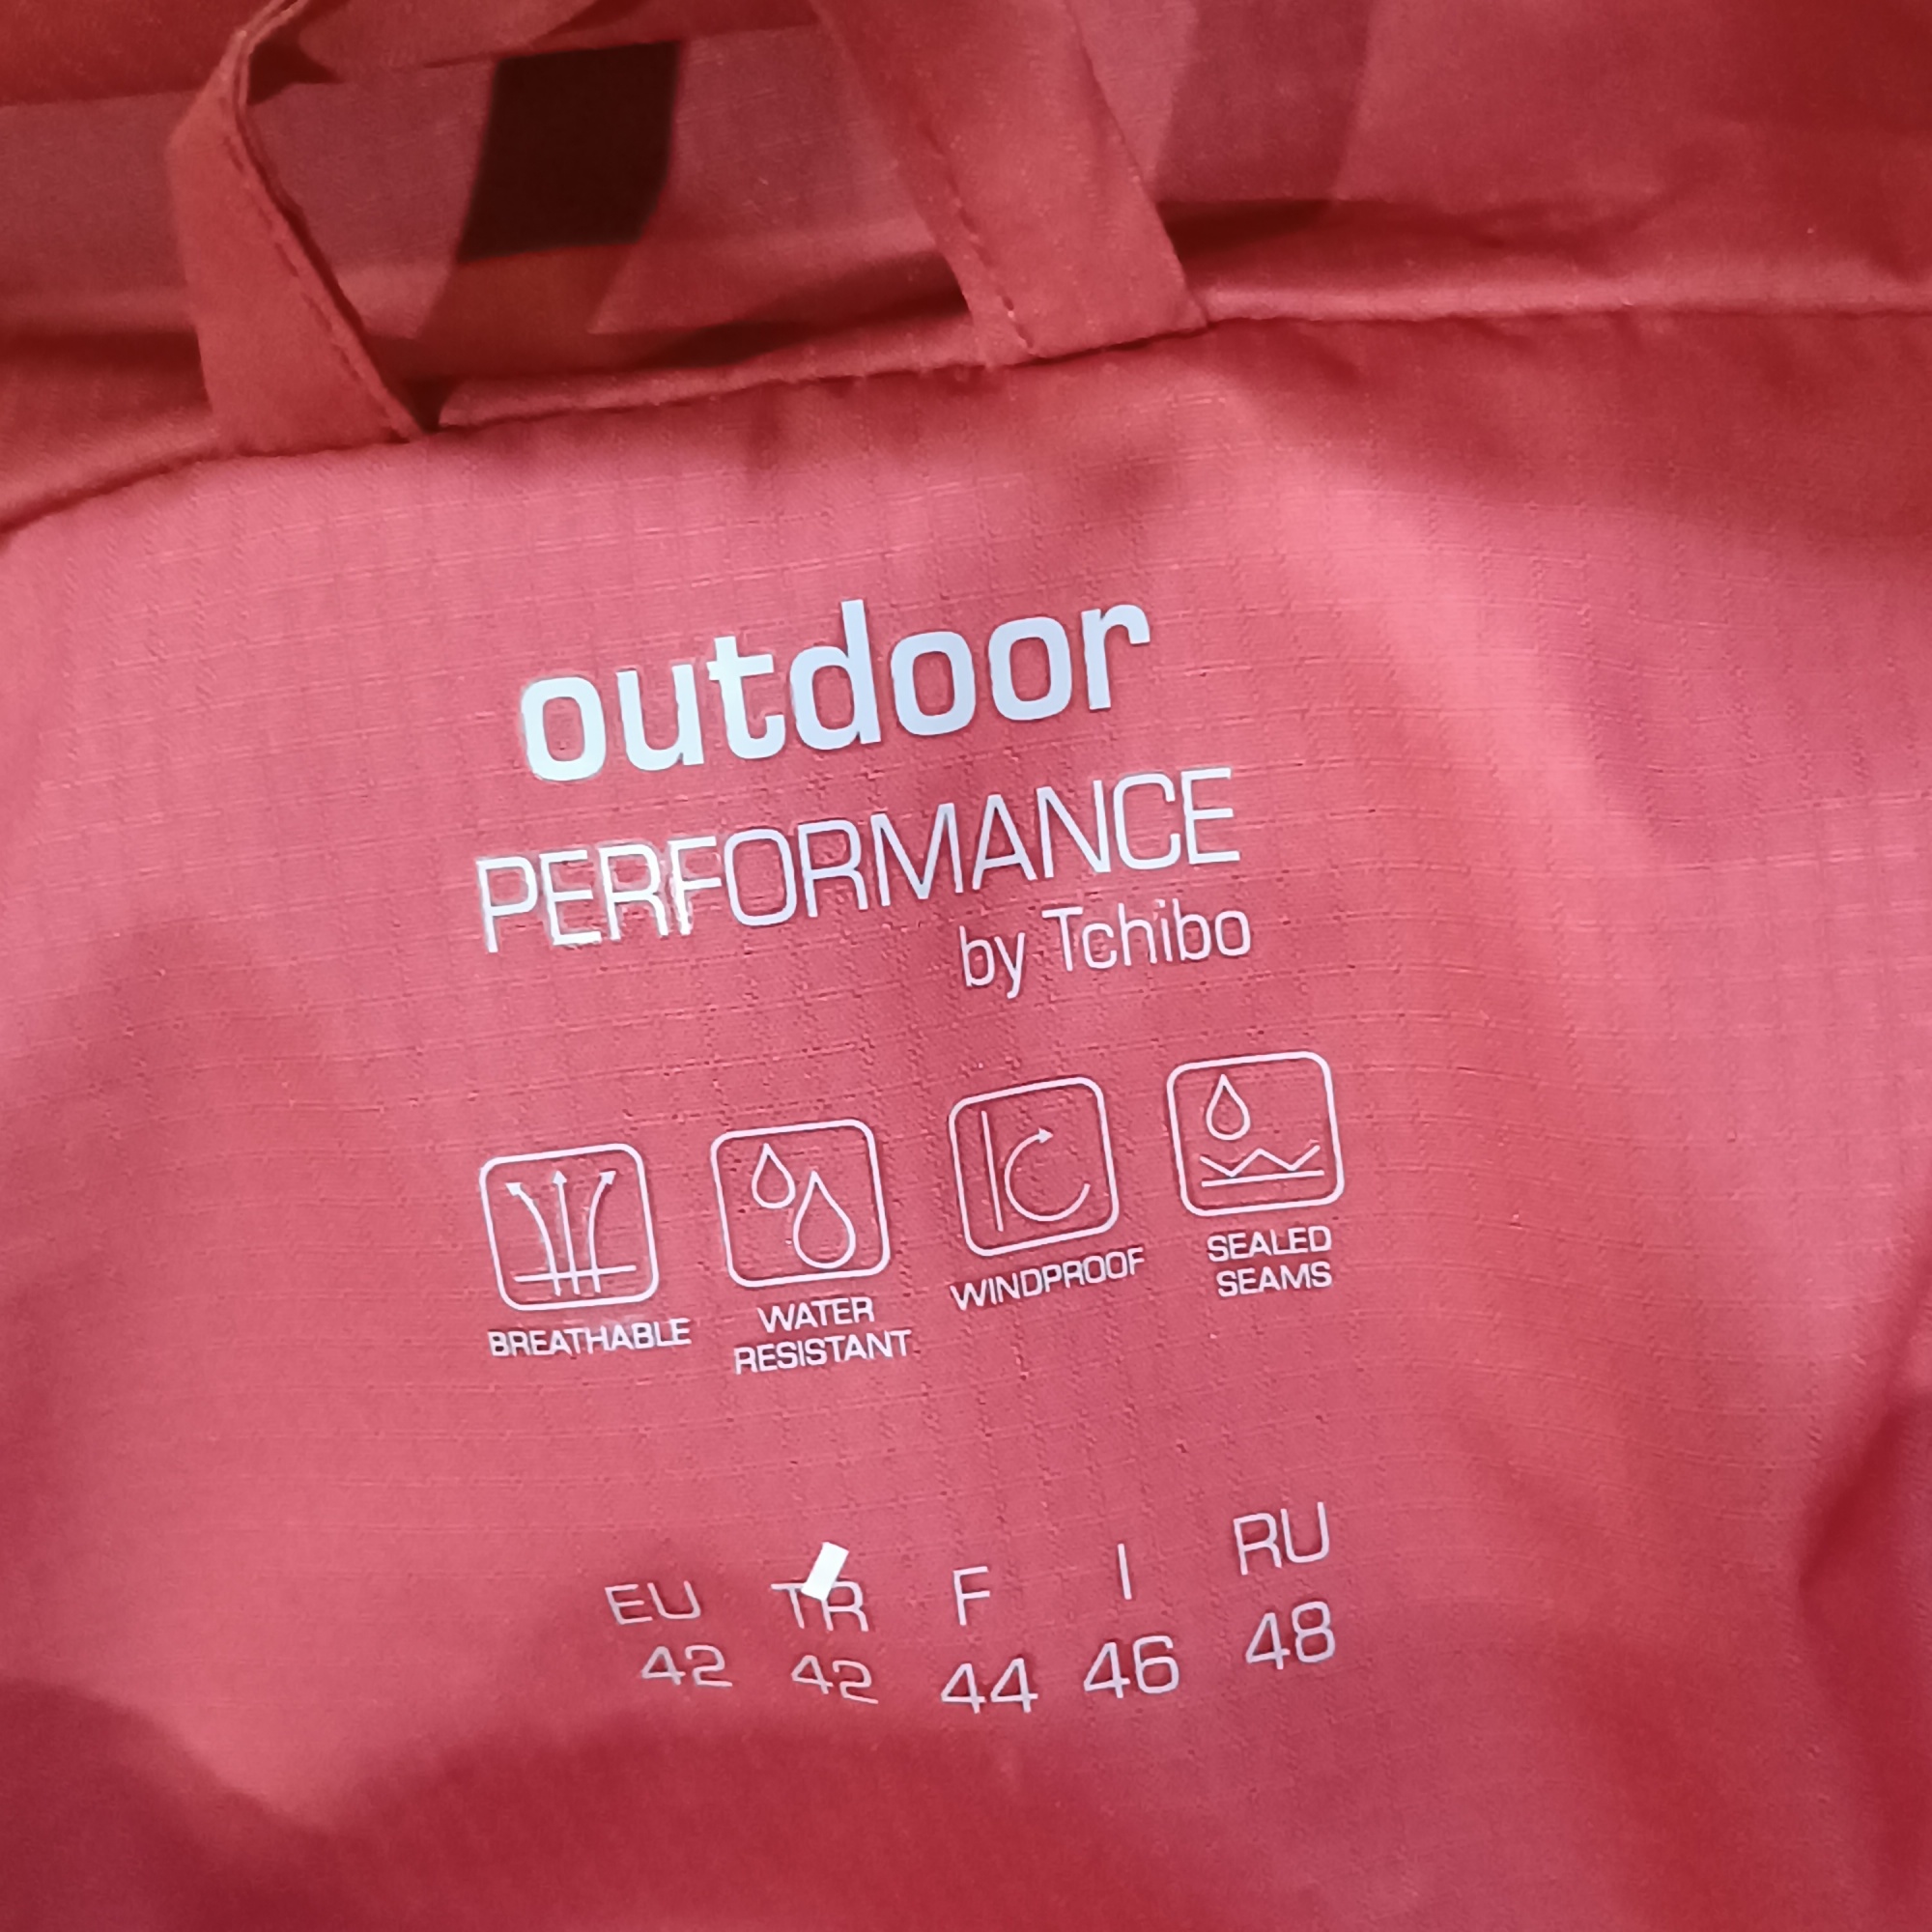 outdoor
PERFORMANCE
by Tchibo
BREATHABLE
WATER
RESISTANT
WINDPROOF
SEALED
SEAMS
EU TR F I RU
42 42 44 46 48